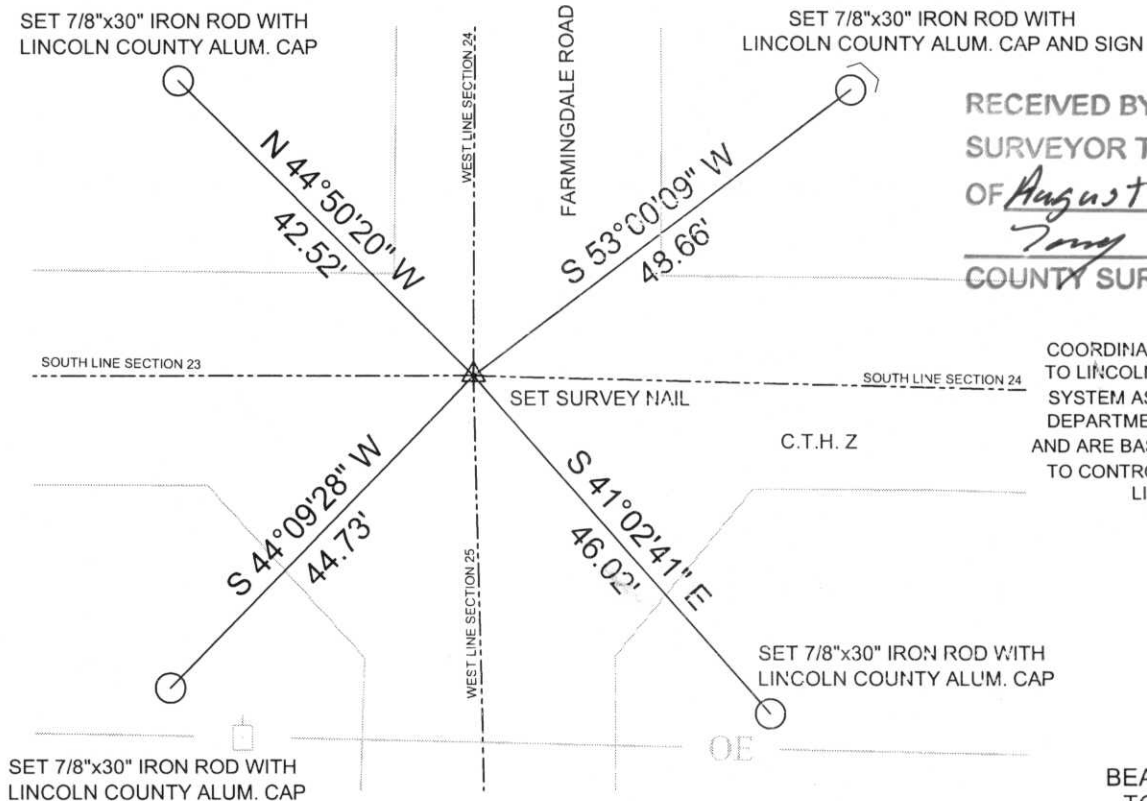 SET 7/8"x30" IRON ROD WITH
LINCOLN COUNTY ALUM. CAP
SET 7/8"x30" IRON ROD WITH
LINCOLN COUNTY ALUM. CAP AND SIGN
WEST LINE SECTION 24
FARMINGDALE ROAD
RECEIVED BY
SURVEYOR T
OF August
Tony
COUNTY SUR
N 44°50'20" W
42.52'
S 53°00'09" W
48.66'
SOUTH LINE SECTION 23
SOUTH LINE SECTION 24
SET SURVEY NAIL
C.T.H. Z
COORDINA
TO LINCOLN
SYSTEM AS
DEPARTME
AND ARE BAS
TO CONTRO
LI
S 44°09'28" W
44.73'
S 41°02'41" E
46.02'
WEST LINE SECTION 25
SET 7/8"x30" IRON ROD WITH
LINCOLN COUNTY ALUM. CAP
OE
SET 7/8"x30" IRON ROD WITH
LINCOLN COUNTY ALUM. CAP
BEA